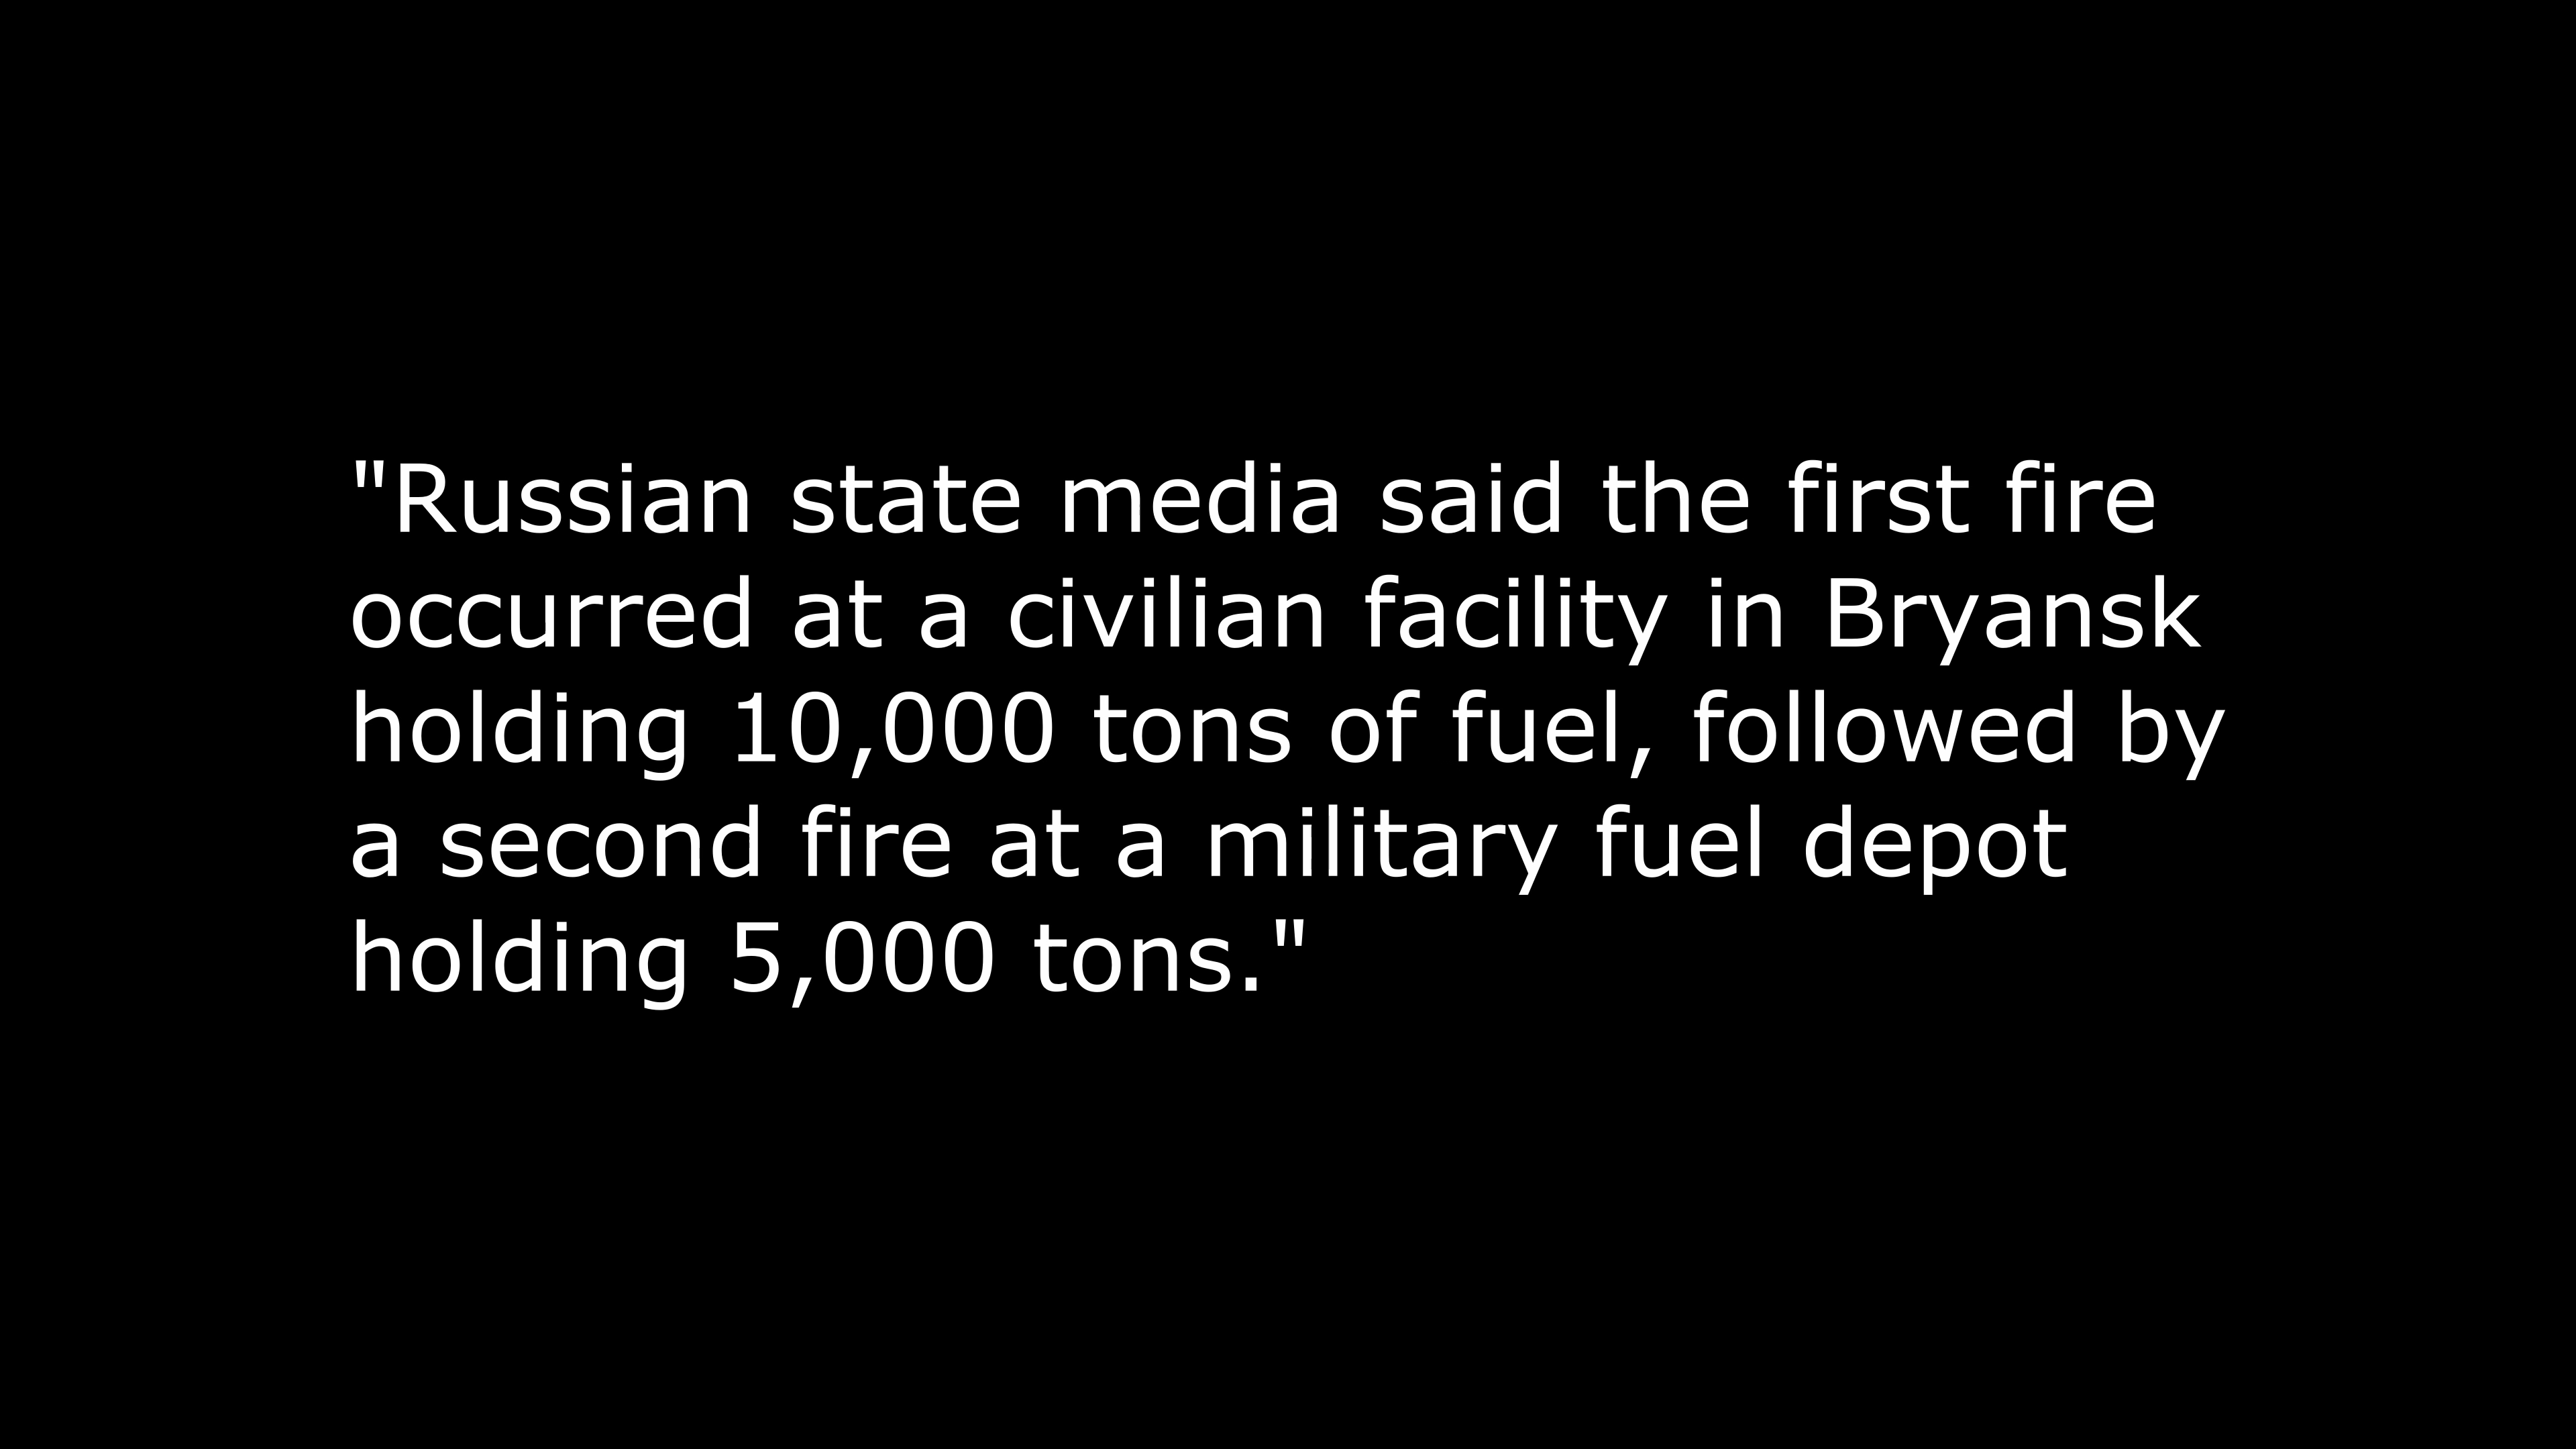 "Russian state media said the first fire
occurred at a civilian facility in Bryansk
holding 10,000 tons of fuel, followed by
a second fire at a military fuel depot
holding 5,000 tons."